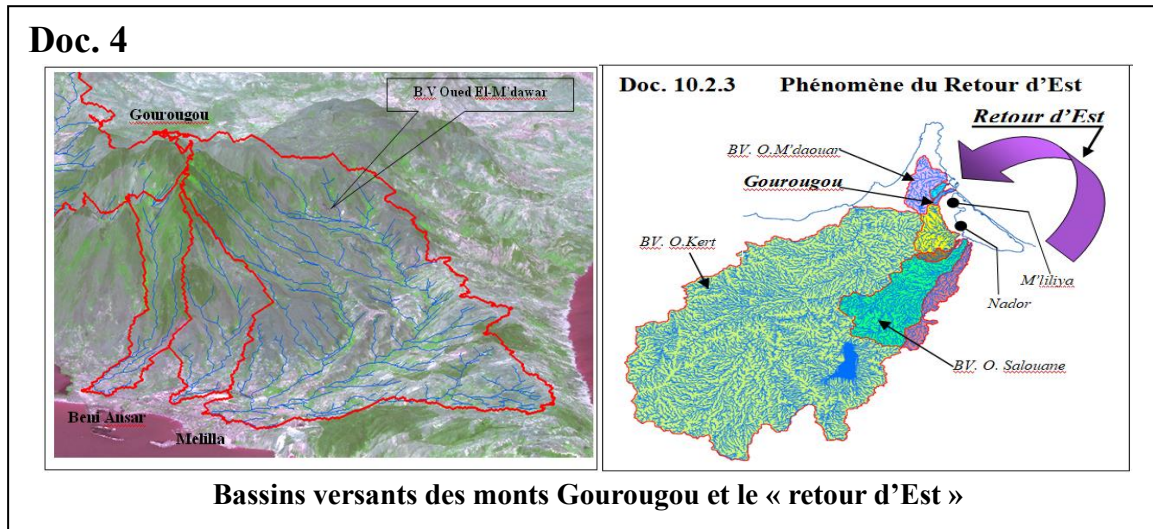 Doc. 4
B.V Oued El-M'dawar
Gourougou
Beni Ansar
Melilla
Doc. 10.2.3 Phénomène du Retour d'Est
Retour d'Est
BV. O.M'daouar
Gourougou
BV. O.Kert
M'liliya
Nador
BV. O. Salouane
Bassins versants des monts Gourougou et le « retour d'Est »